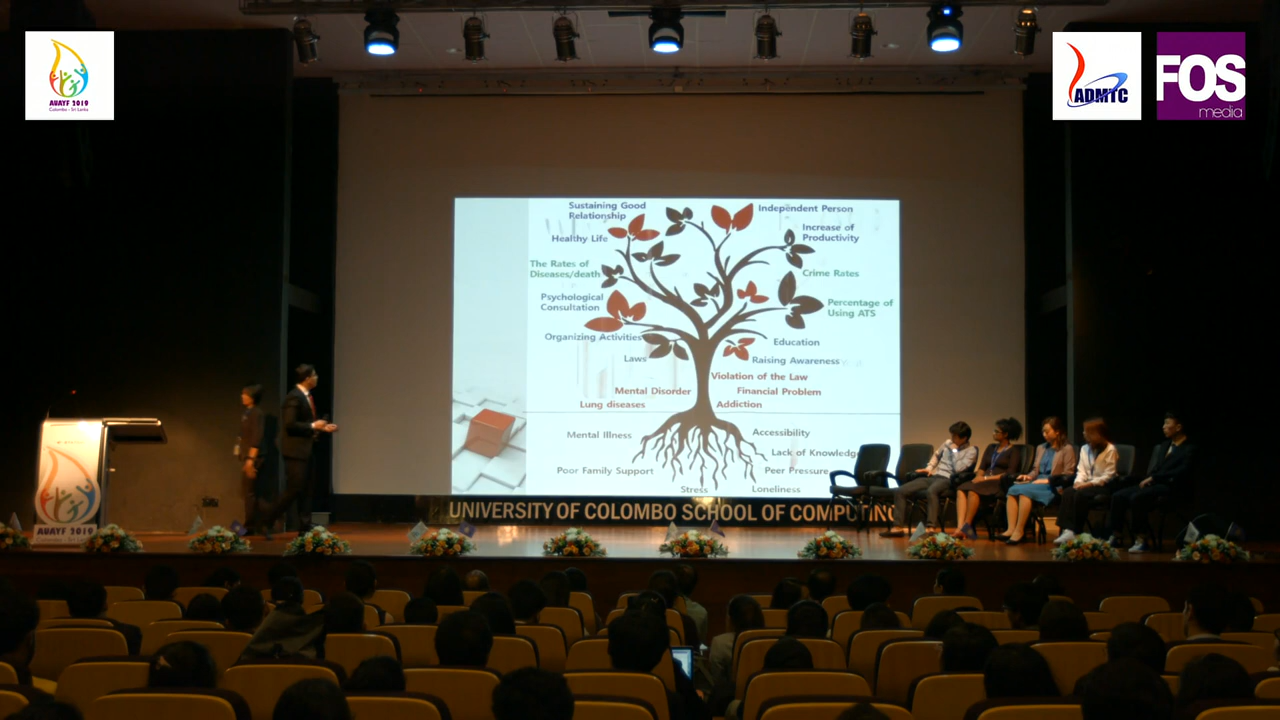 AUAYF 2019
Colombo - Sri Lanka
ADMTC
FOS
media
Sustaining Good
Relationship
Independent Person
Healthy Life
Increase of
Productivity
The Rates of
Diseases/death
Crime Rates
Psychological
Consultation
Percentage of
Using ATS
Organizing Activities
Education
Laws
Raising Awareness
Violation of the Law
Mental Disorder
Financial Problem
Lung diseases
Addiction
Mental Illness
Accessibility
Lack of Knowledge
Poor Family Support
Peer Pressure
Stress
Loneliness
UNIVERSITY OF COLOMBO SCHOOL OF COMPUTING
AUAYF 2019